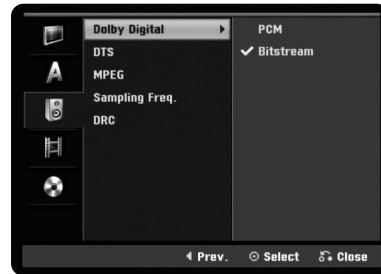 Dolby Digital
PCM
DTS
✓ Bitstream
MPEG
Sampling Freq.
DRC
A
Prev.
Select
Close